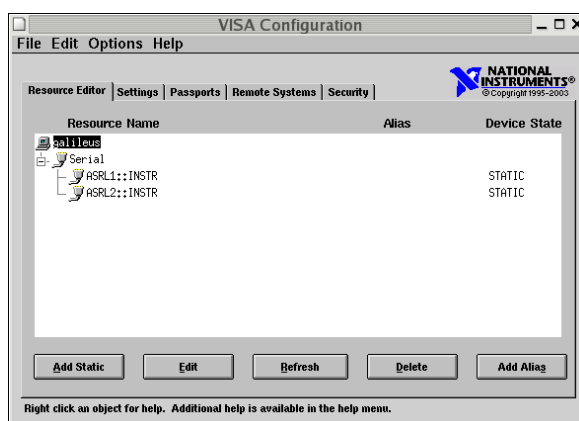 VISA Configuration
File Edit Options Help
NATIONAL
INSTRUMENTS®
©Copyright 1995-2003
Resource Editor Settings Passports Remote Systems Security
Resource Name Alias Device State
galileus
Serial
ASRL1::INSTR STATIC
ASRL2::INSTR STATIC
Add Static Edit Refresh Delete Add Alias
Right click an object for help. Additional help is available in the help menu.